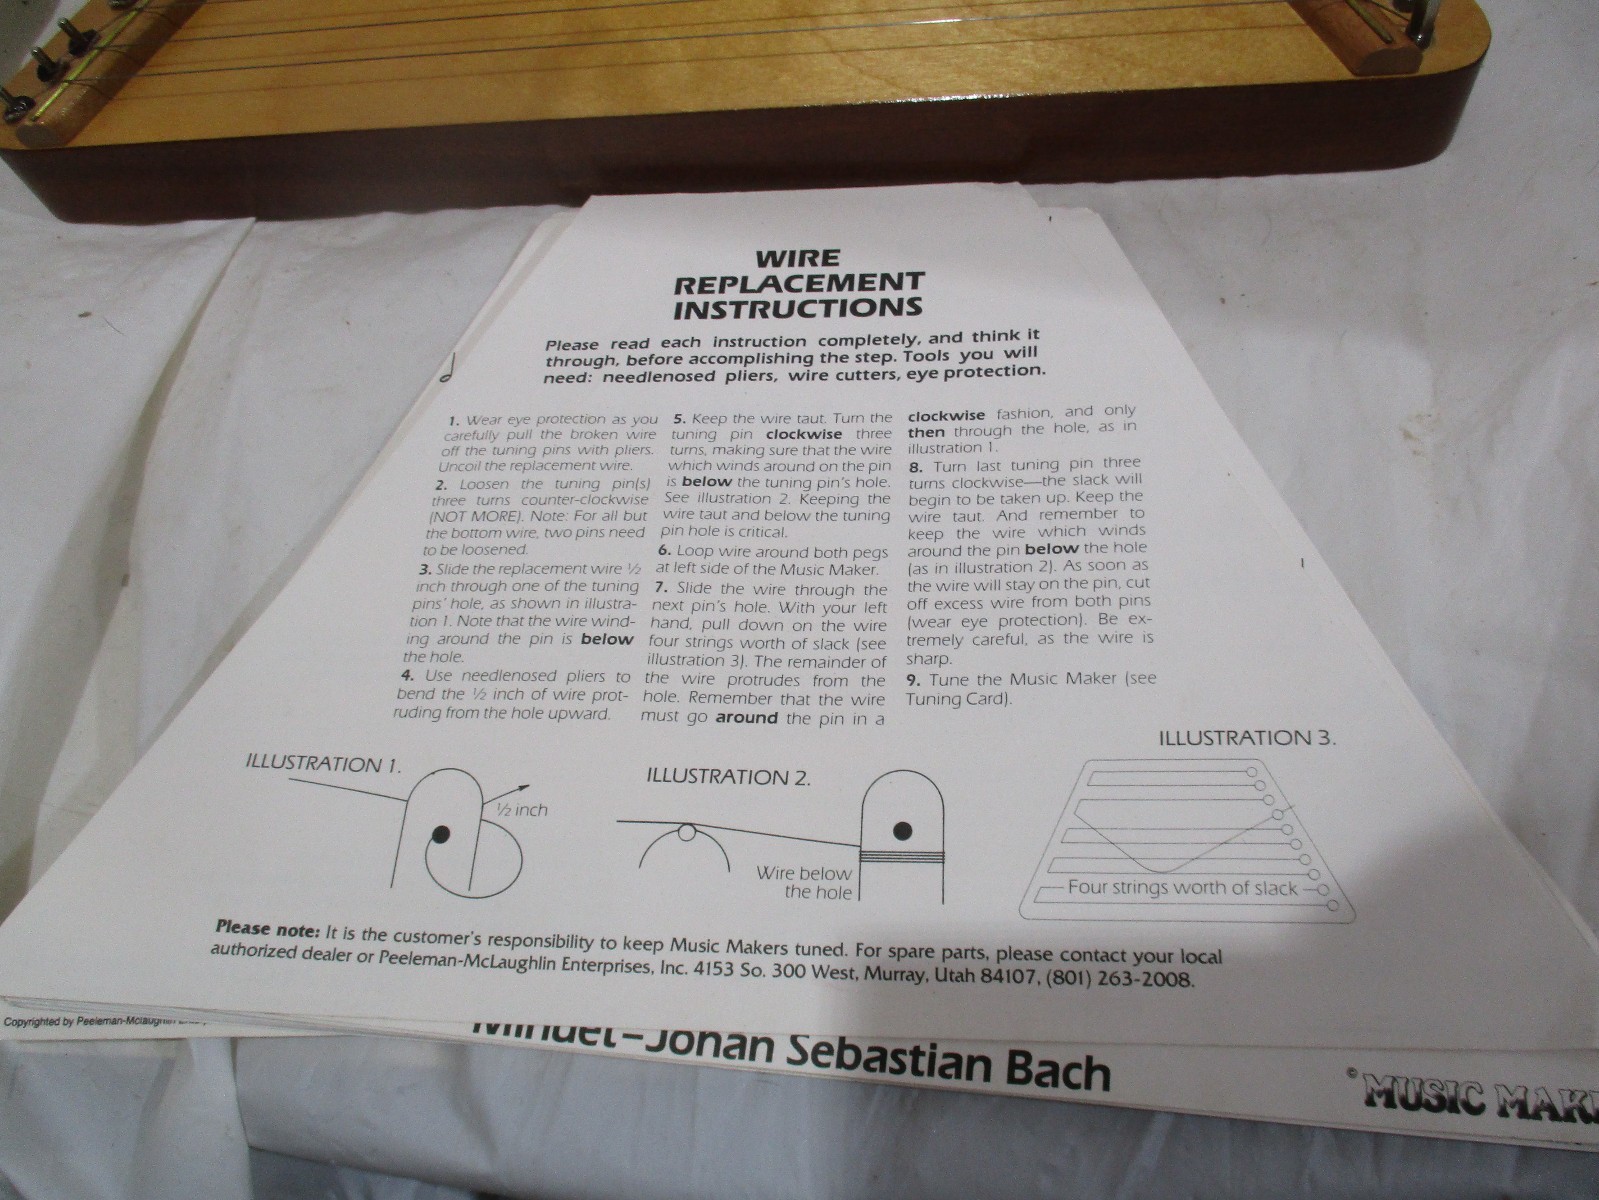 WIRE
REPLACEMENT
INSTRUCTIONS
Please read each instruction completely, and think it
through, before accomplishing the step. Tools you will
need: needlenosed pliers, wire cutters, eye protection.
1. Wear eye protection as you
carefully pull the broken wire
off the tuning pins with pliers.
Uncoil the replacement wire.
2. Loosen the tuning pin(s)
three turns counter-clockwise
(NOT MORE). Note: For all but
the bottom wire, two pins need
to be loosened.
3. Slide the replacement wire ½
inch through one of the tuning
pins' hole, as shown in illustra-
tion 1. Note that the wire wind-
ing around the pin is below
the hole.
4. Use needlenosed pliers to
bend the ½ inch of wire prot-
ruding from the hole upward.
5. Keep the wire taut. Turn the
tuning pin clockwise three
turns, making sure that the wire
which winds around on the pin
is below the tuning pin's hole.
See illustration 2. Keeping the
wire taut and below the tuning
pin hole is critical.
6. Loop wire around both pegs
at left side of the Music Maker.
7. Slide the wire through the
next pin's hole. With your left
hand, pull down on the wire
four strings worth of slack (see
illustration 3). The remainder of
the wire protrudes from the
hole. Remember that the wire
must go around the pin in a
clockwise fashion, and only
then through the hole, as in
illustration 1.
8. Turn last tuning pin three
turns clockwise—the slack will
begin to be taken up. Keep the
wire taut. And remember to
keep the wire which winds
around the pin below the hole
(as in illustration 2). As soon as
the wire will stay on the pin, cut
off excess wire from both pins
(wear eye protection). Be ex-
tremely careful, as the wire is
sharp.
9. Tune the Music Maker (see
Tuning Card).
ILLUSTRATION 1.
½ inch
ILLUSTRATION 2.
Wire below
the hole
ILLUSTRATION 3.
Four strings worth of slack
Please note: It is the customer's responsibility to keep Music Makers tuned. For spare parts, please contact your local
authorized dealer or Peeleman-McLaughlin Enterprises, Inc. 4153 So. 300 West, Murray, Utah 84107, (801) 263-2008.
Copyrighted by Peeleman-Mclaughlin
Minuet–Johan Sebastian Bach
© MUSIC MAK